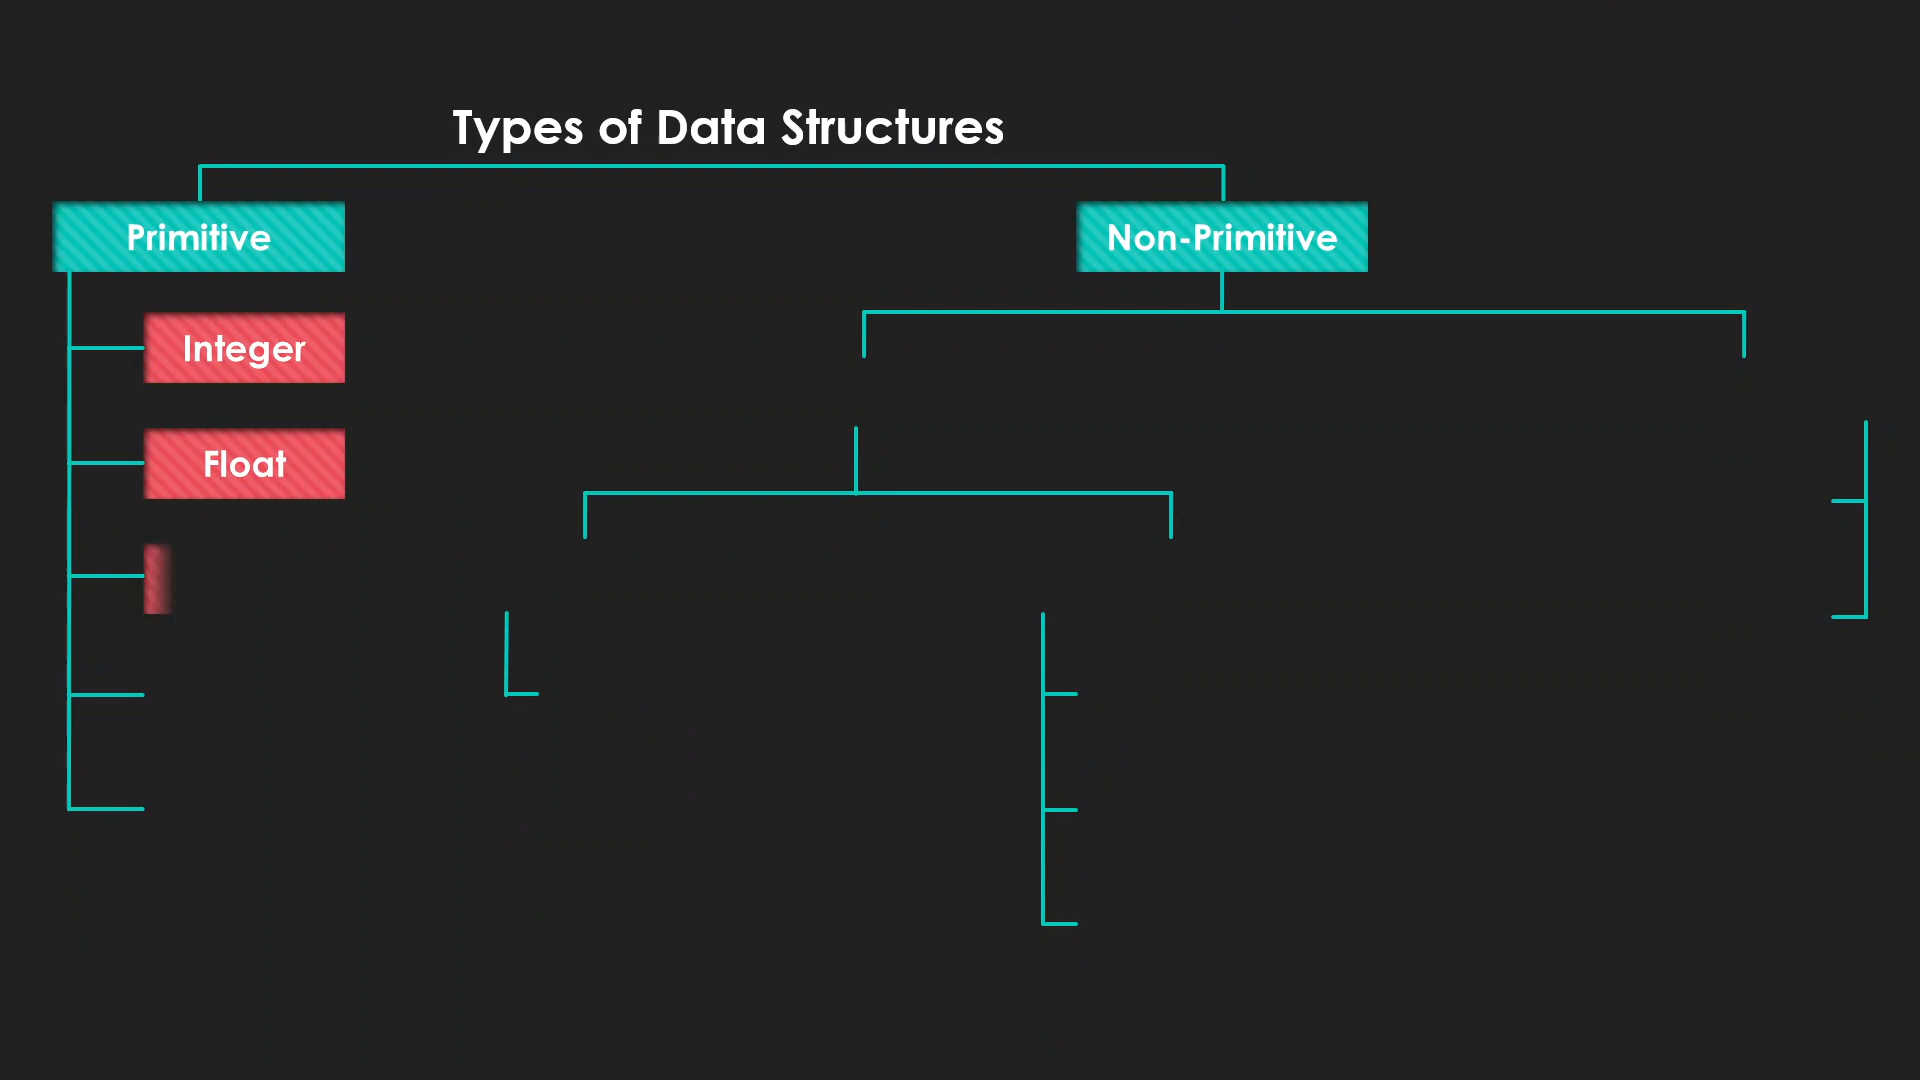 Types of Data Structures
Primitive
Non-Primitive
Integer
Float